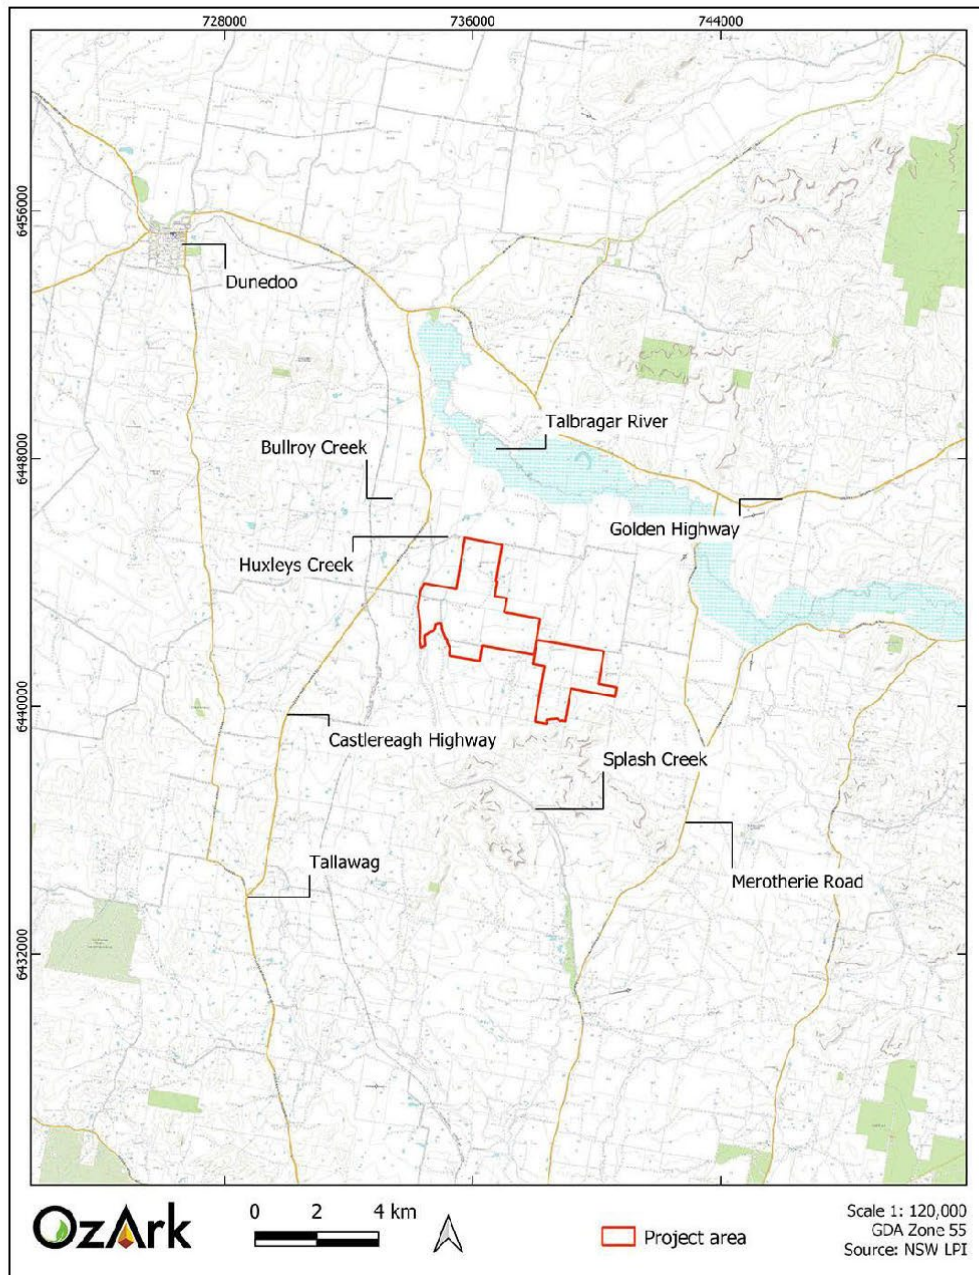 728000
736000
744000
6456000
Dunedoo
Talbragar River
Bullroy Creek
6448000
Golden Highway
Huxleys Creek
6440000
Castlereagh Highway
Splash Creek
Tallawag
Merotherie Road
6432000
OzArk
0 2 4 km
Project area
Scale 1: 120,000
GDA Zone 55
Source: NSW LPI